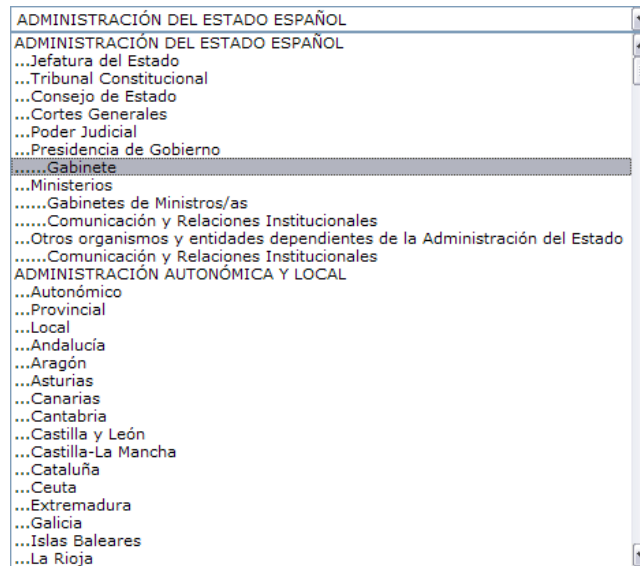 ADMINISTRACIÓN DEL ESTADO ESPAÑOL
ADMINISTRACIÓN DEL ESTADO ESPAÑOL
...Jefatura del Estado
...Tribunal Constitucional
...Consejo de Estado
...Cortes Generales
...Poder Judicial
...Presidencia de Gobierno
......Gabinete
...Ministerios
......Gabinetes de Ministros/as
......Comunicación y Relaciones Institucionales
...Otros organismos y entidades dependientes de la Administración del Estado
......Comunicación y Relaciones Institucionales
ADMINISTRACIÓN AUTONÓMICA Y LOCAL
...Autonómico
...Provincial
...Local
...Andalucía
...Aragón
...Asturias
...Canarias
...Cantabria
...Castilla y León
...Castilla-La Mancha
...Cataluña
...Ceuta
...Extremadura
...Galicia
...Islas Baleares
...La Rioja